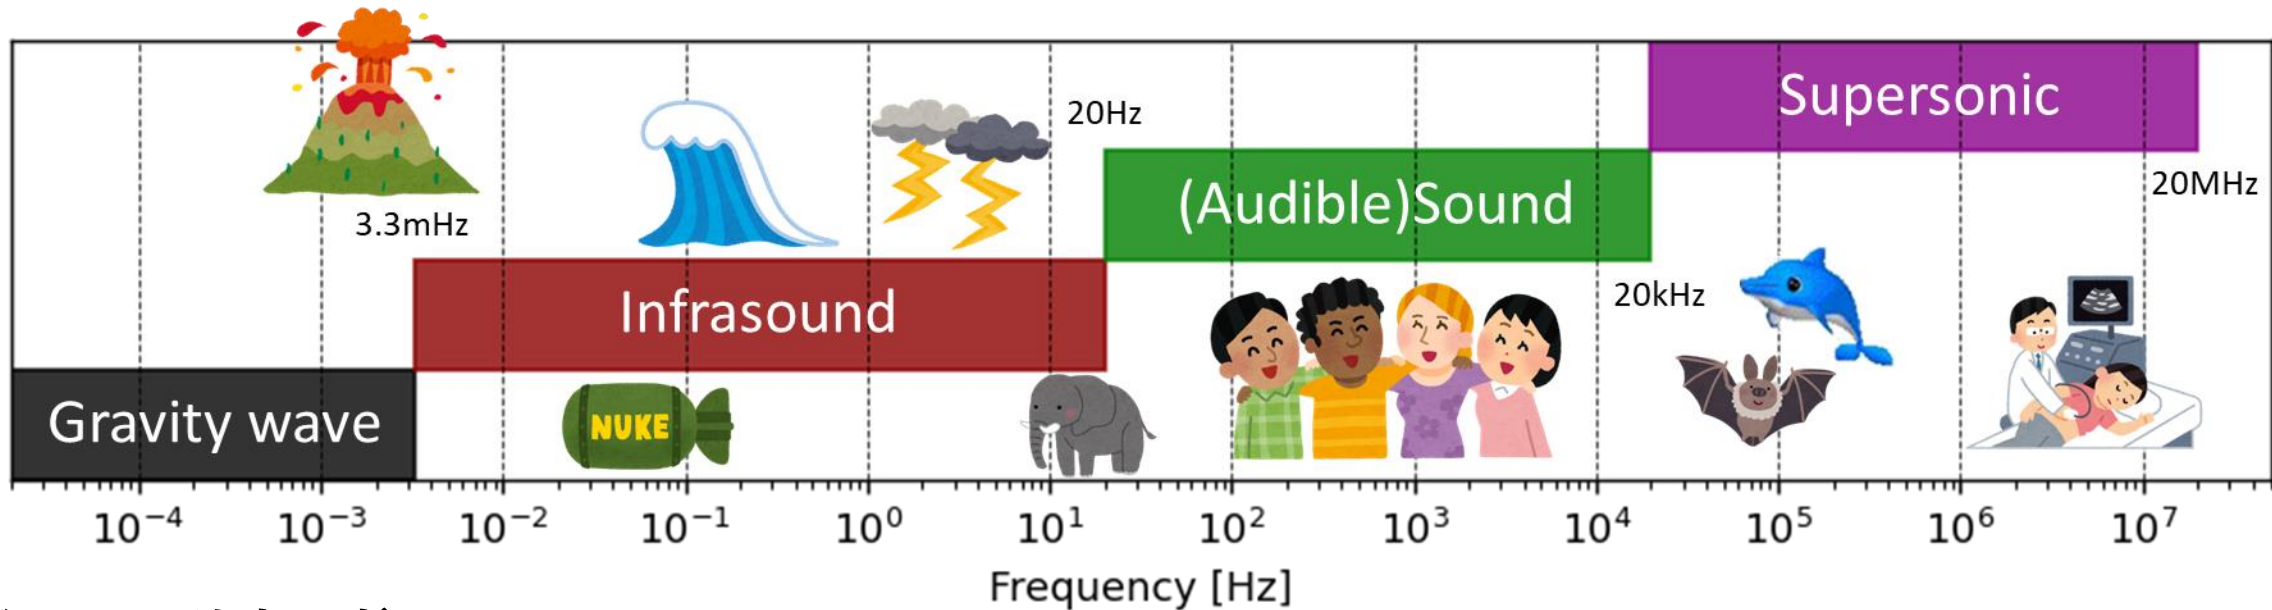 20Hz
Supersonic
20MHz
(Audible)Sound
3.3mHz
20kHz
Infrasound
Gravity wave
NUKE
10⁻⁴ 10⁻³ 10⁻² 10⁻¹ 10⁰ 10¹ 10² 10³ 10⁴ 10⁵ 10⁶ 10⁷
Frequency [Hz]